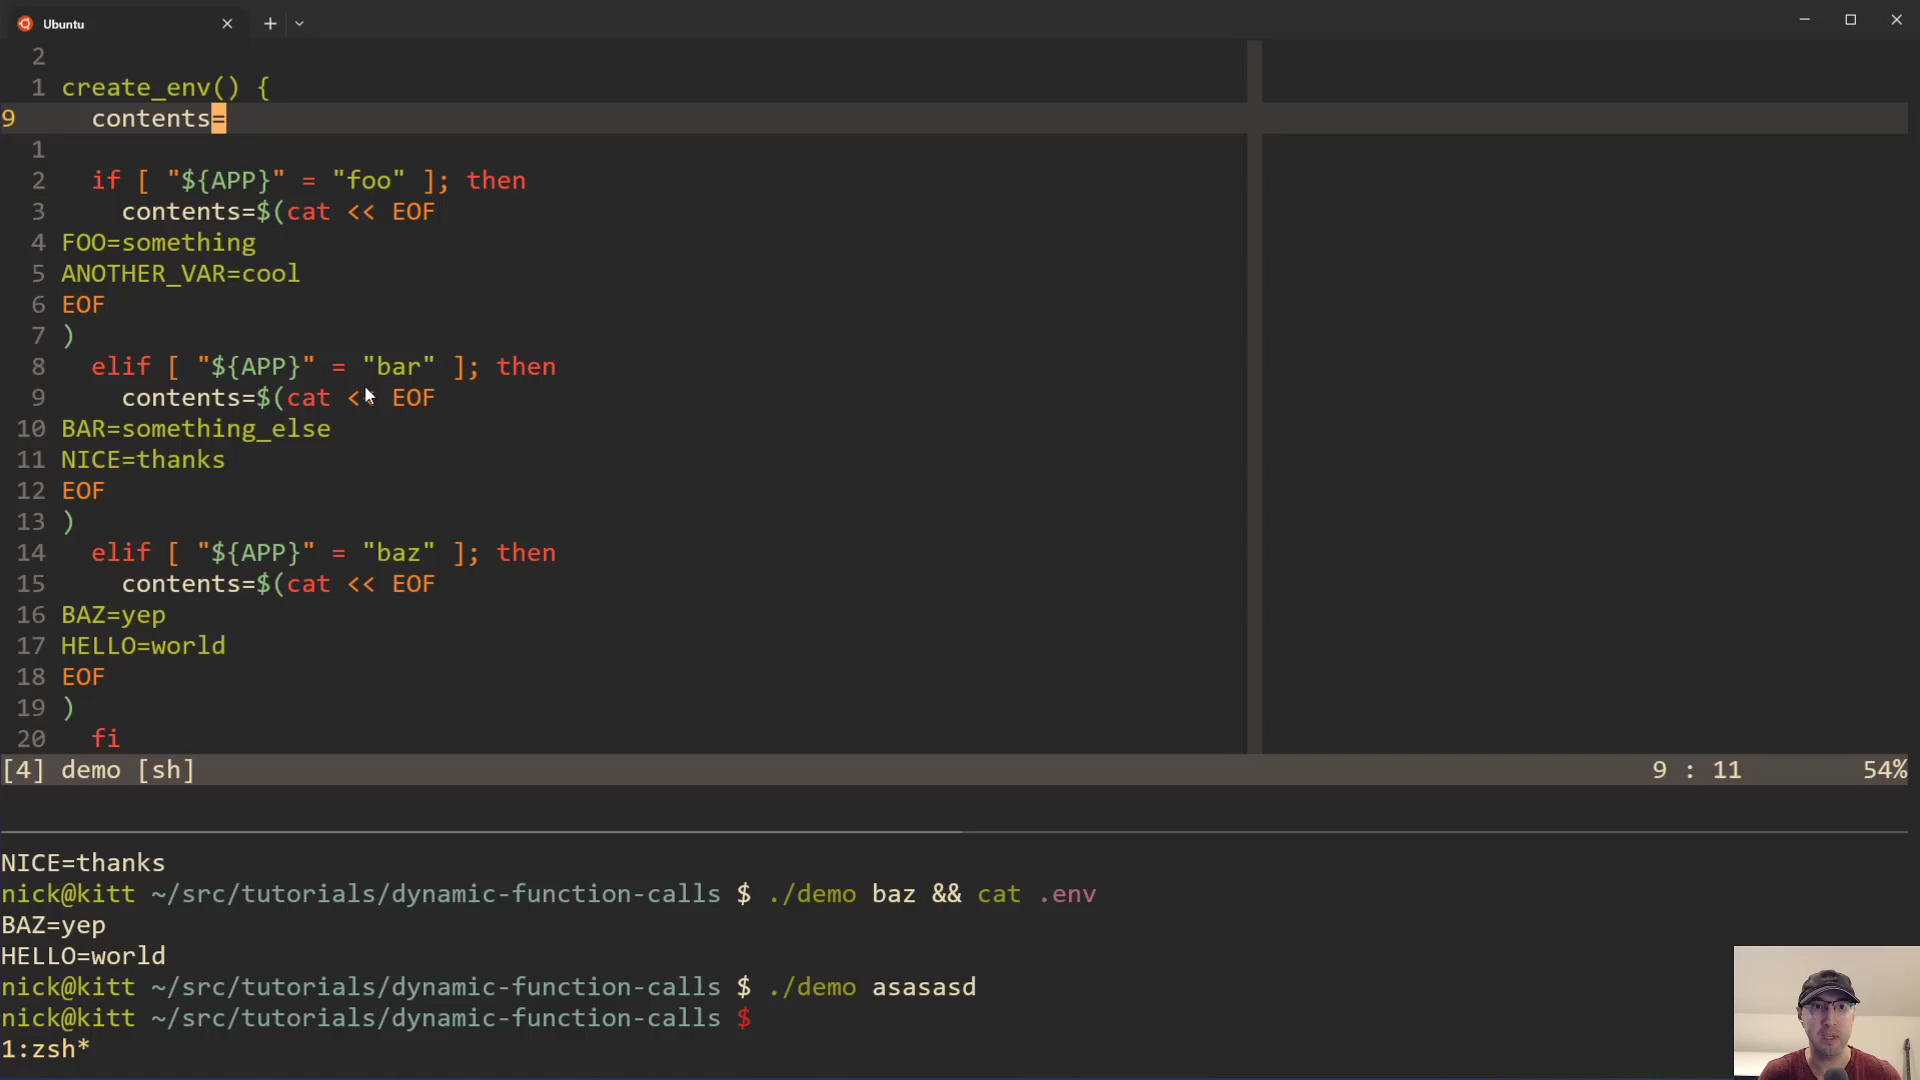 Ubuntu
2
1 create_env() {
9 contents=
1
2 if [ "${APP}" = "foo" ]; then
3 contents=$(cat << EOF
4 FOO=something
5 ANOTHER_VAR=cool
6 EOF
7 )
8 elif [ "${APP}" = "bar" ]; then
9 contents=$(cat << EOF
10 BAR=something_else
11 NICE=thanks
12 EOF
13 )
14 elif [ "${APP}" = "baz" ]; then
15 contents=$(cat << EOF
16 BAZ=yep
17 HELLO=world
18 EOF
19 )
20 fi
[4] demo [sh] 9 : 11 54%
NICE=thanks
nick@kitt ~/src/tutorials/dynamic-function-calls $ ./demo baz && cat .env
BAZ=yep
HELLO=world
nick@kitt ~/src/tutorials/dynamic-function-calls $ ./demo asasasd
nick@kitt ~/src/tutorials/dynamic-function-calls $
1:zsh*